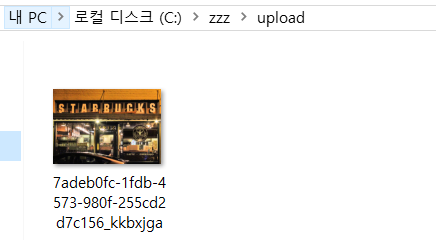 내 PC > 로컬 디스크 (C:) > zzz > upload
STARBUCKS
7adeb0fc-1fdb-4
573-980f-255cd2
d7c156_kkbxjga